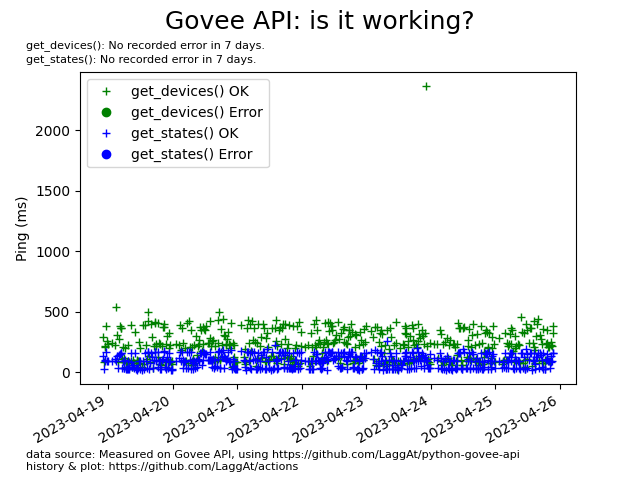 Govee API: is it working?
get_devices(): No recorded error in 7 days.
get_states(): No recorded error in 7 days.
get_devices() OK
get_devices() Error
get_states() OK
get_states() Error
Ping (ms)
2000
1500
1000
500
0
2023-04-19
2023-04-20
2023-04-21
2023-04-22
2023-04-23
2023-04-24
2023-04-25
2023-04-26
data source: Measured on Govee API, using https://github.com/LaggAt/python-govee-api
history & plot: https://github.com/LaggAt/actions